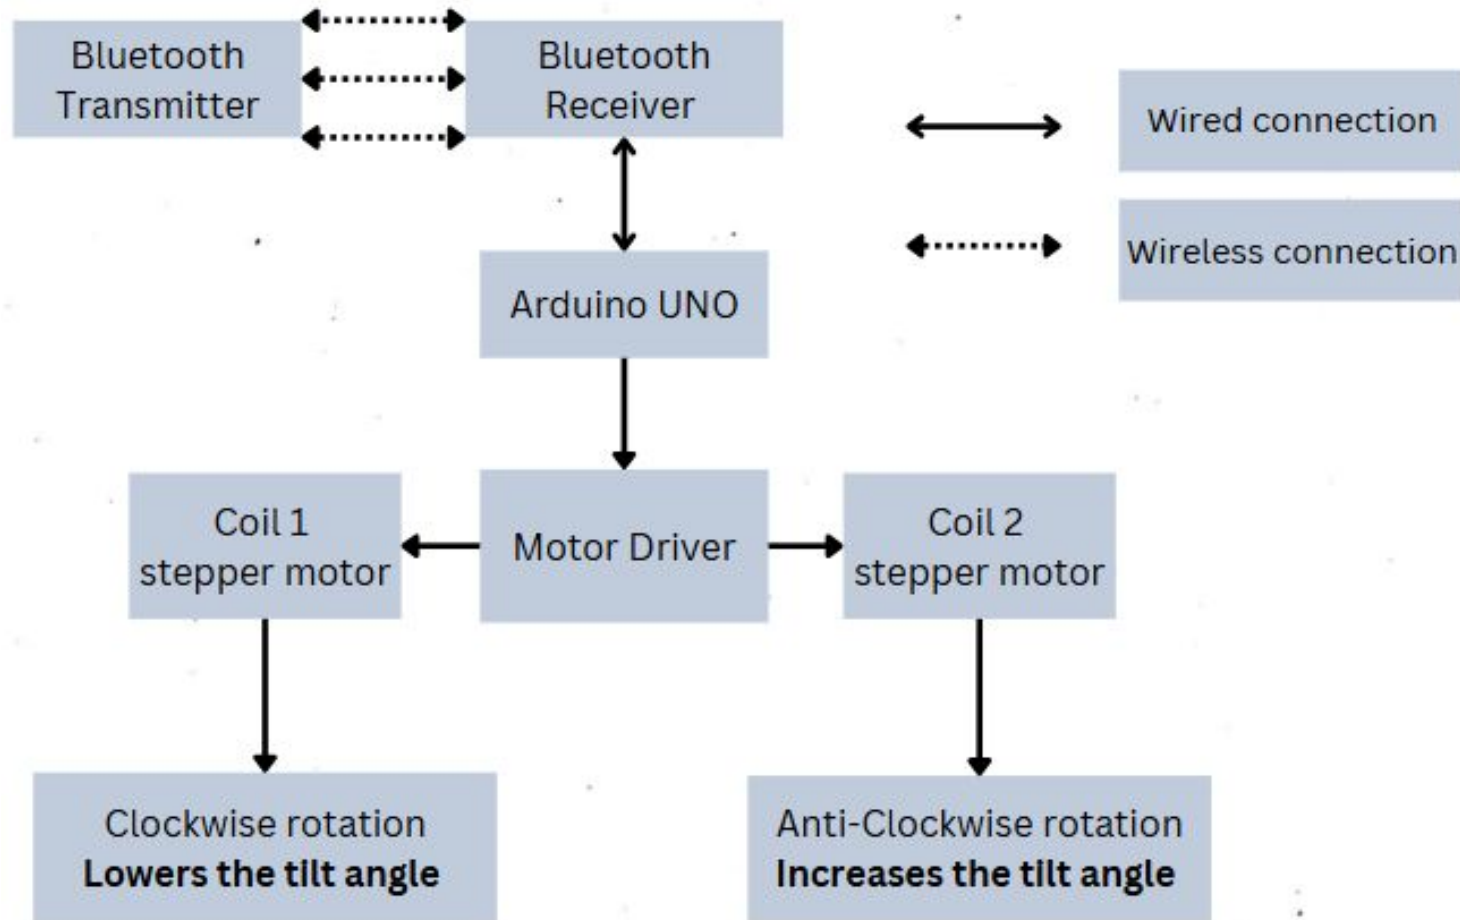 Bluetooth
Transmitter
Bluetooth
Receiver
Wired connection
Wireless connection
Arduino UNO
Coil 1
stepper motor
Motor Driver
Coil 2
stepper motor
Clockwise rotation
Lowers the tilt angle
Anti-Clockwise rotation
Increases the tilt angle